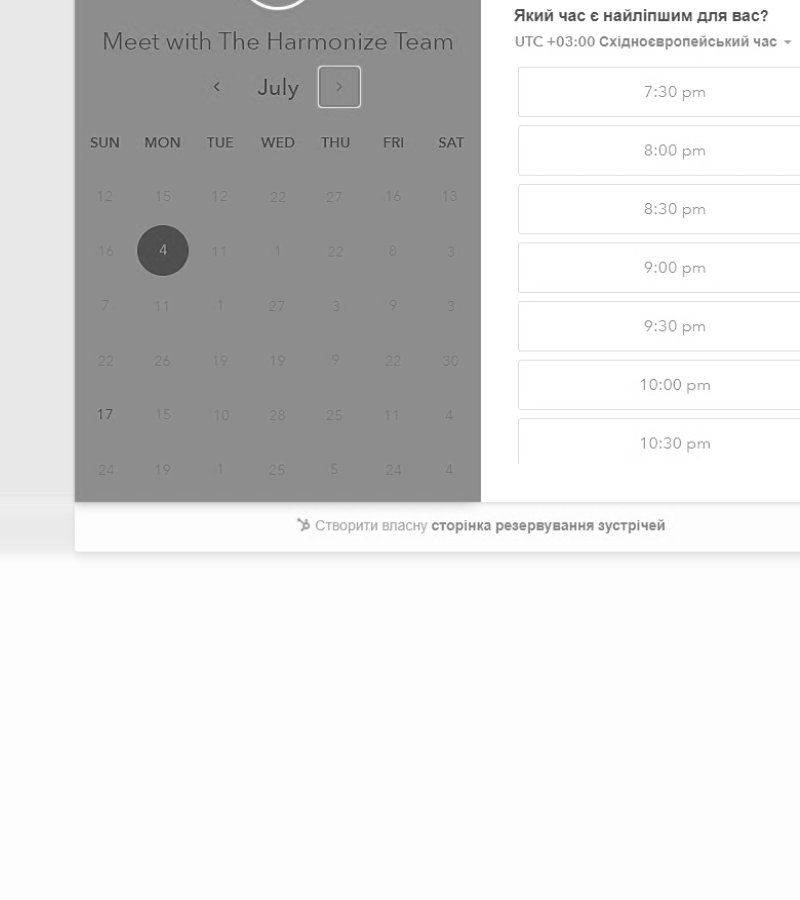 Meet with The Harmonize Team
July
SUN MON TUE WED THU FRI SAT
12 15 12 22 27 16 13
16 4 11 1 22 8 3
7 11 1 27 3 9 3
22 26 19 19 9 22 30
17 15 10 28 25 11 4
24 19 1 25 5 24 4
Який час є найліпшим для вас?
UTC +03:00 Східноєвропейський час
7:30 pm
8:00 pm
8:30 pm
9:00 pm
9:30 pm
10:00 pm
10:30 pm
Створити власну сторінка резервування зустрічей